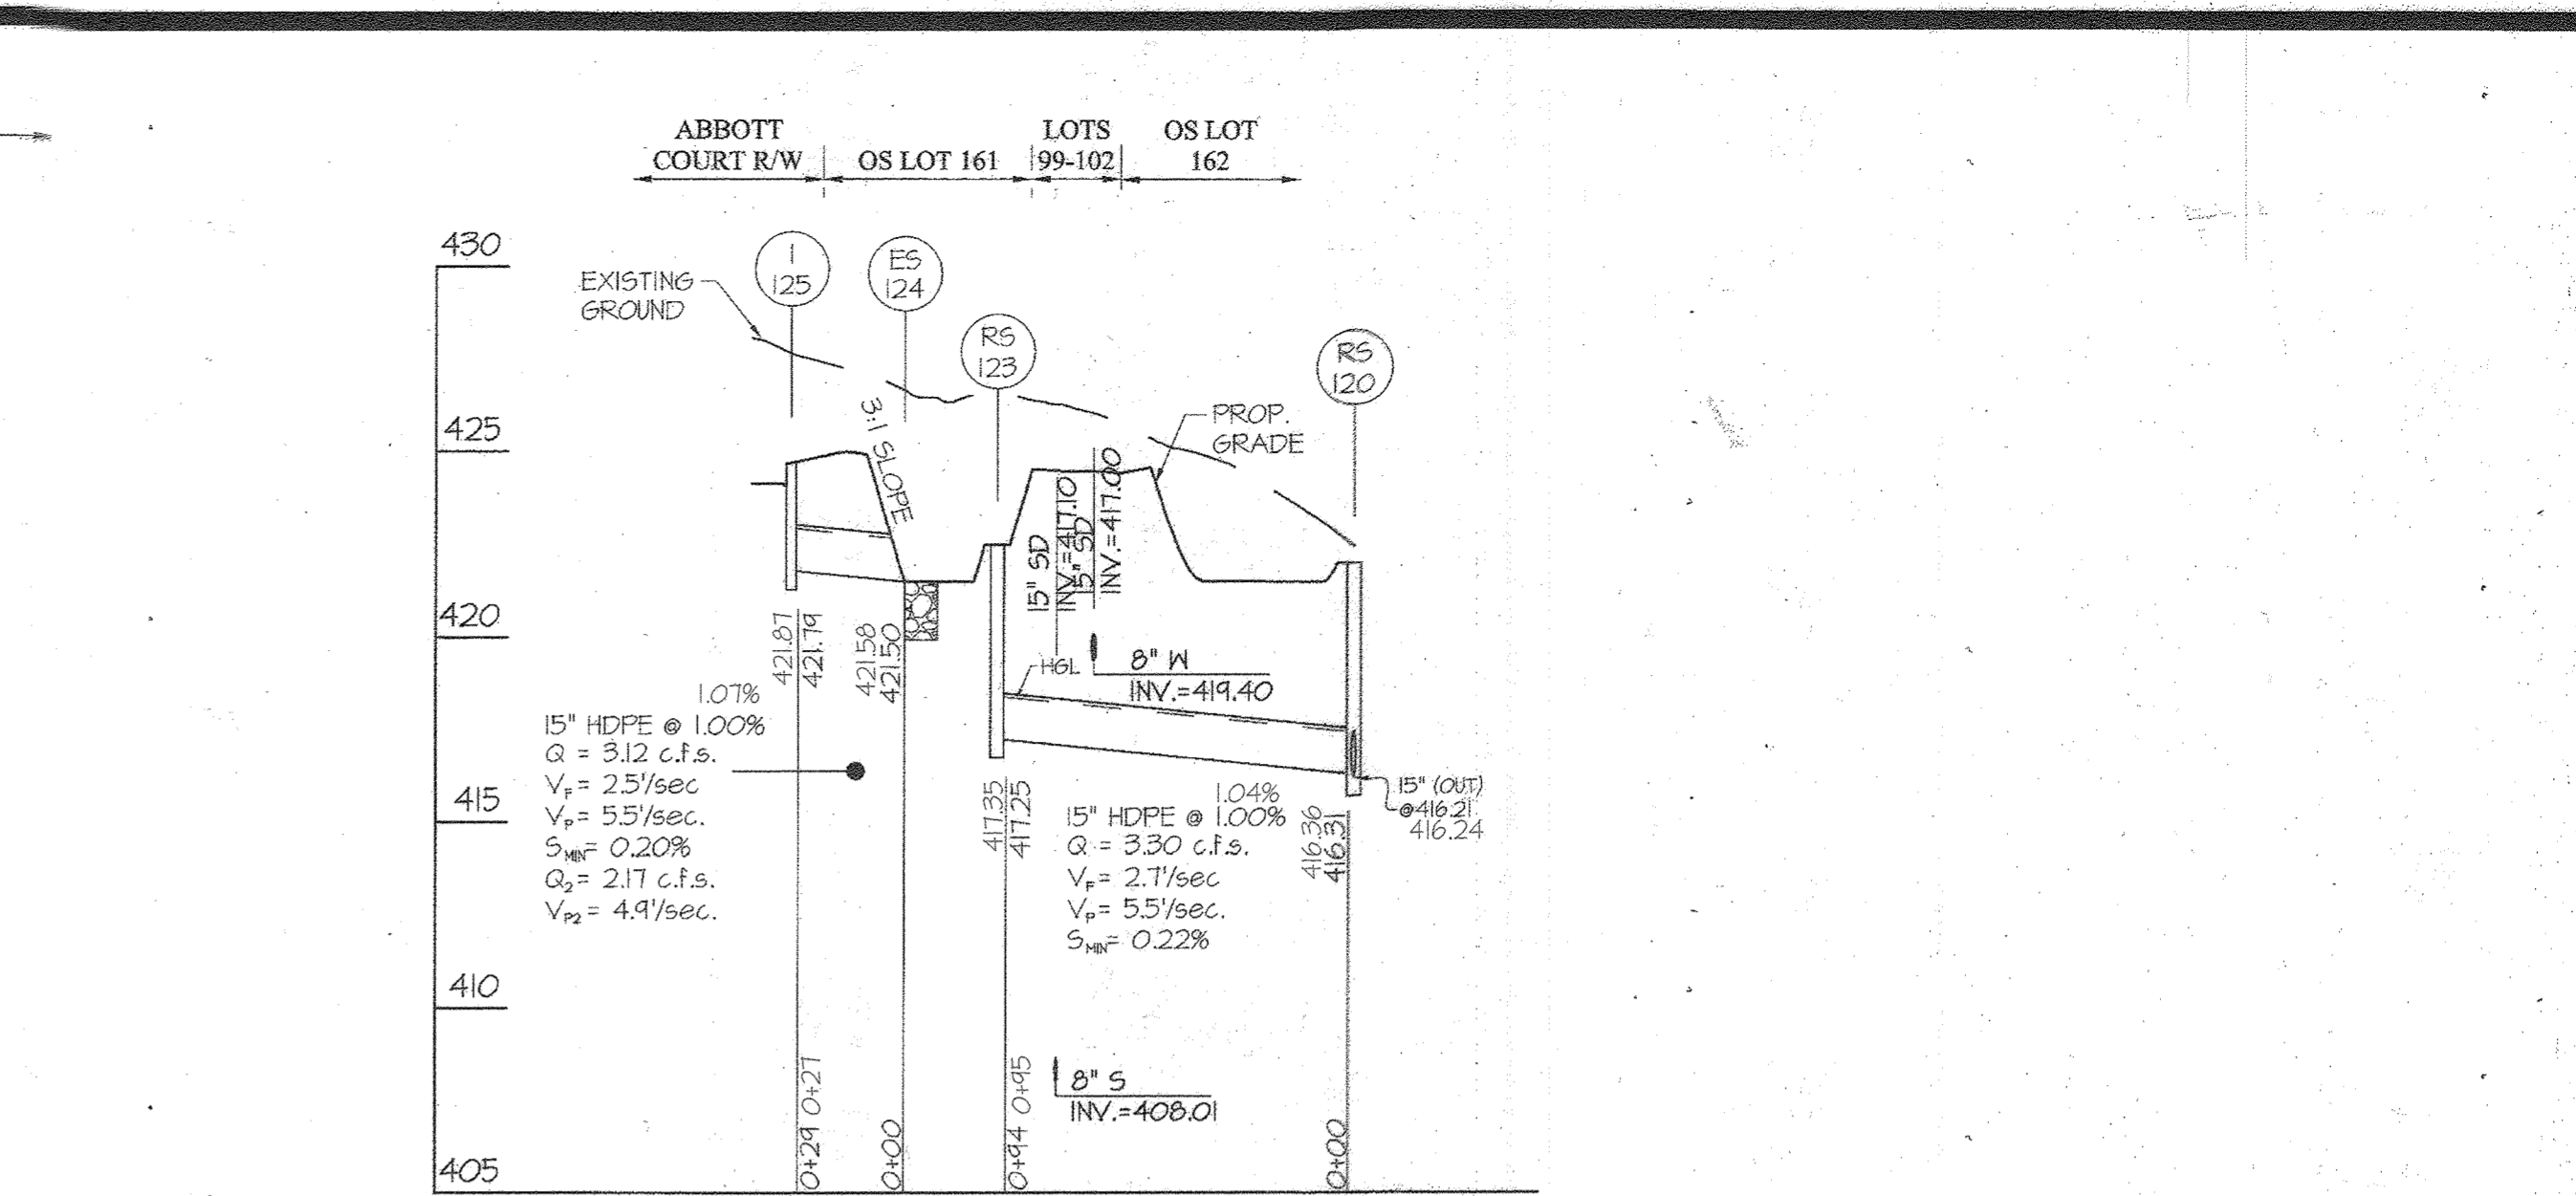 ABBOTT
COURT R/W
OS LOT 161
LOTS
99-102
OS LOT
162
430
425
420
415
410
405
EXISTING
GROUND
I
125
ES
124
RS
123
RS
120
3:1 SLOPE
PROP.
GRADE
15" SD
INV.=417.10
15" SD
INV.=417.00
HGL
8" W
INV.=419.40
421.87
421.79
421.58
421.50
1.07%
15" HDPE @ 1.00%
Q = 3.12 c.f.s.
VF = 2.5'/sec
VP = 5.5'/sec.
SMIN = 0.20%
Q2 = 2.17 c.f.s.
VP2 = 4.9'/sec.
417.35
417.25
1.04%
15" HDPE @ 1.00%
Q = 3.30 c.f.s.
VF = 2.7'/sec
VP = 5.5'/sec.
SMIN = 0.22%
416.36
416.31
15" (OUT)
@416.21
416.24
8" S
INV.=408.01
0+29 0+27
0+00
0+94 0+95
0+00